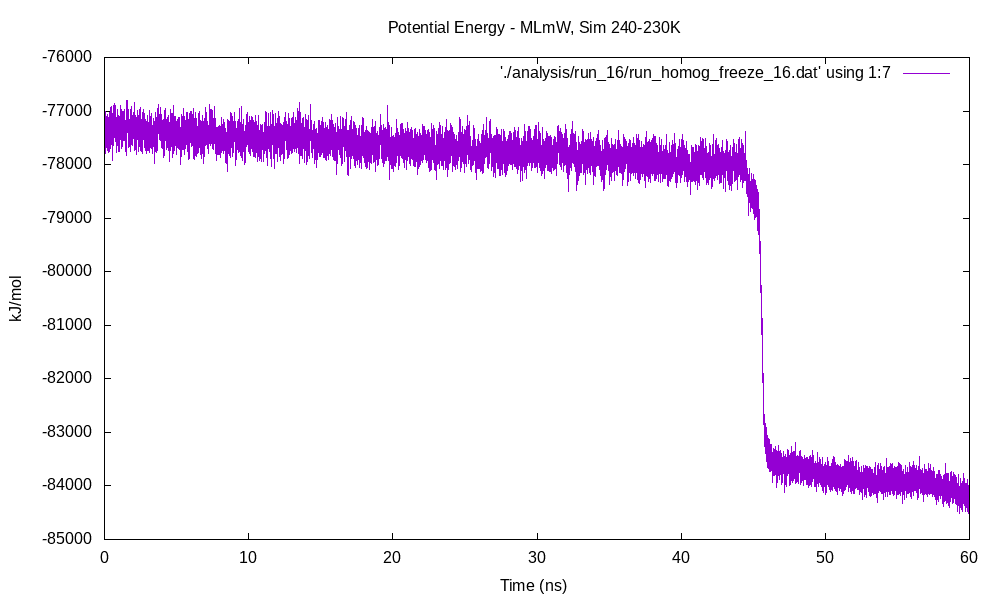 Potential Energy - MLmW, Sim 240-230K
-76000
'./analysis/run_16/run_homog_freeze_16.dat' using 1:7
-77000
-78000
-79000
-80000
-81000
-82000
-83000
-84000
-85000
kJ/mol
0 10 20 30 40 50 60
Time (ns)